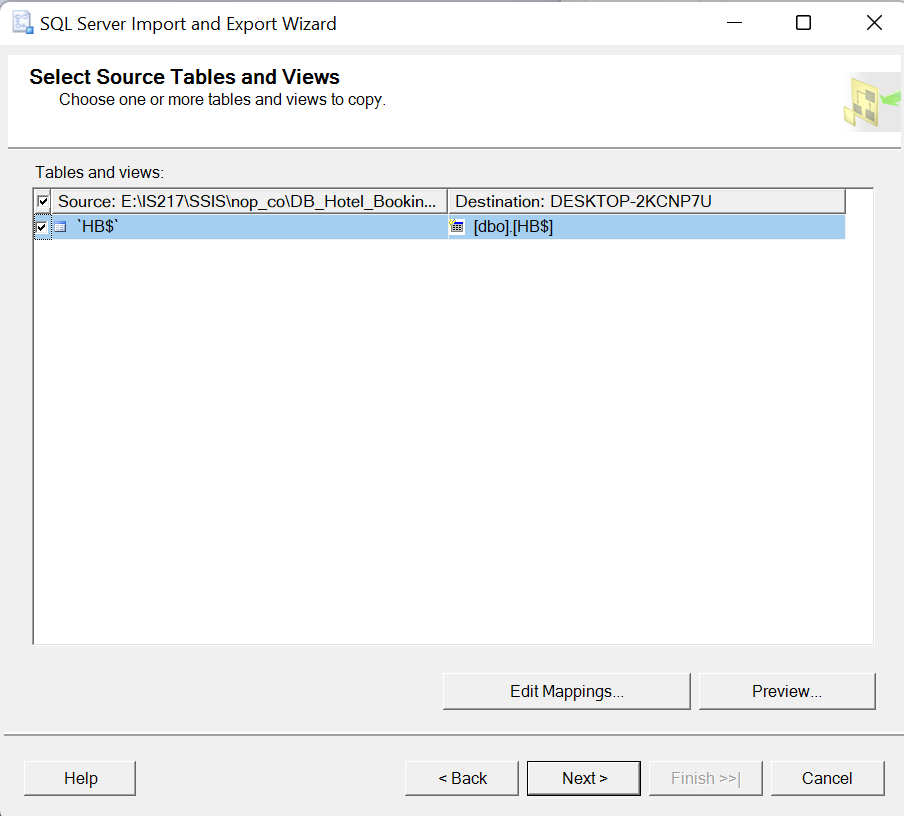 SQL Server Import and Export Wizard
Select Source Tables and Views
Choose one or more tables and views to copy.
Tables and views:
Source: E:\IS217\SSIS\nop_co\DB_Hotel_Bookin... Destination: DESKTOP-2KCNP7U
`HB$` [dbo].[HB$]
Edit Mappings... Preview...
Help < Back Next > Finish >>| Cancel